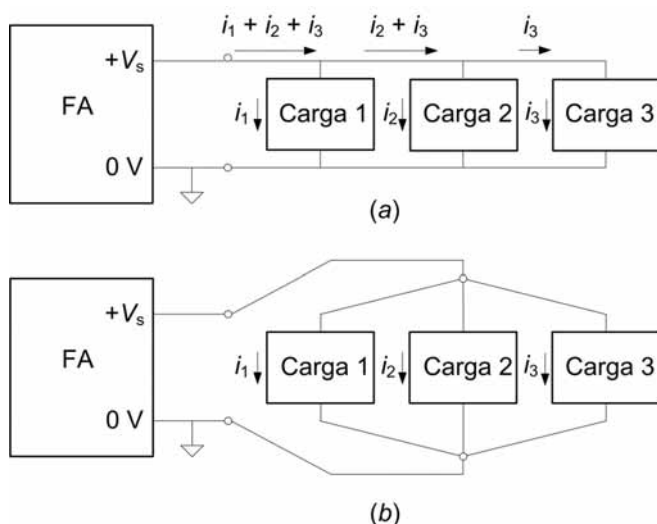 i₁ + i₂ + i₃ i₂ + i₃ i₃
+Vₛ
FA
i₁ Carga 1 i₂ Carga 2 i₃ Carga 3
0 V
(a)
+Vₛ
FA
i₁ Carga 1 i₂ Carga 2 i₃ Carga 3
0 V
(b)